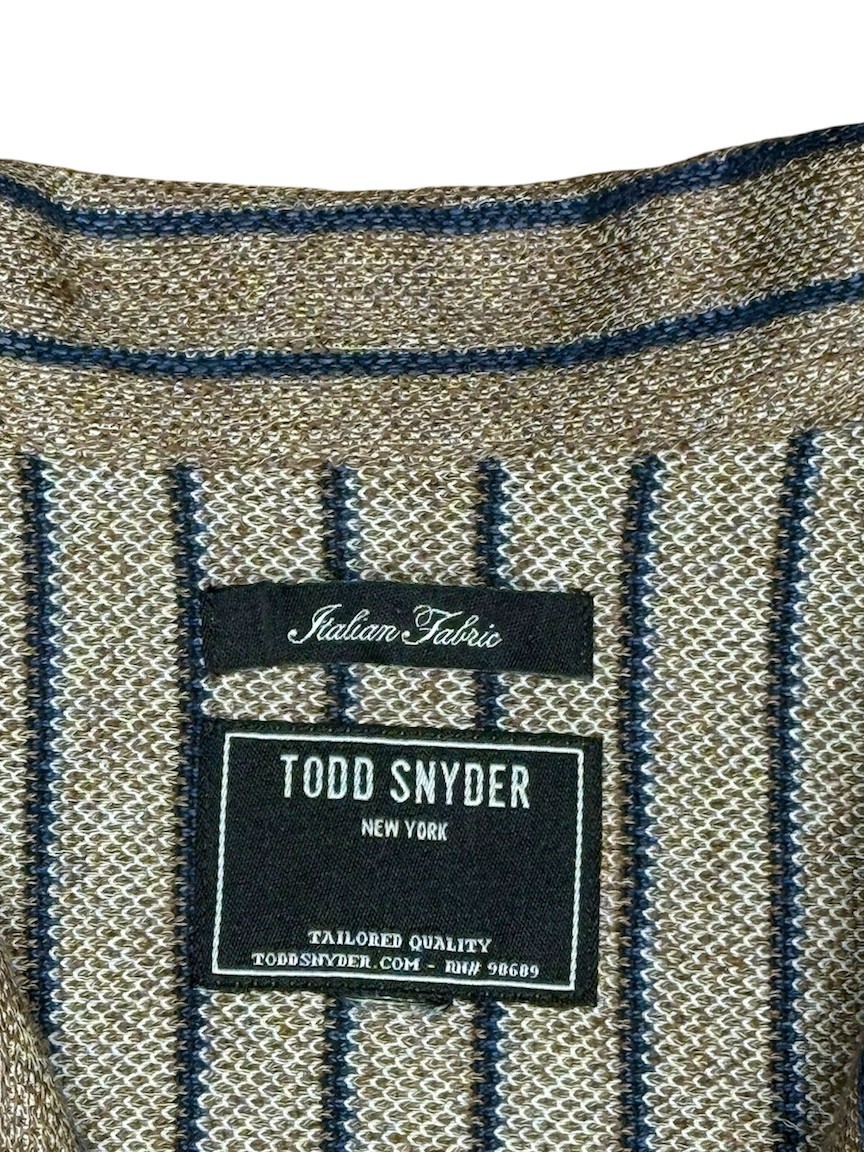 Italian Fabric
TODD SNYDER
NEW YORK
TAILORED QUALITY
TODDSNYDER.COM - RN# 98689